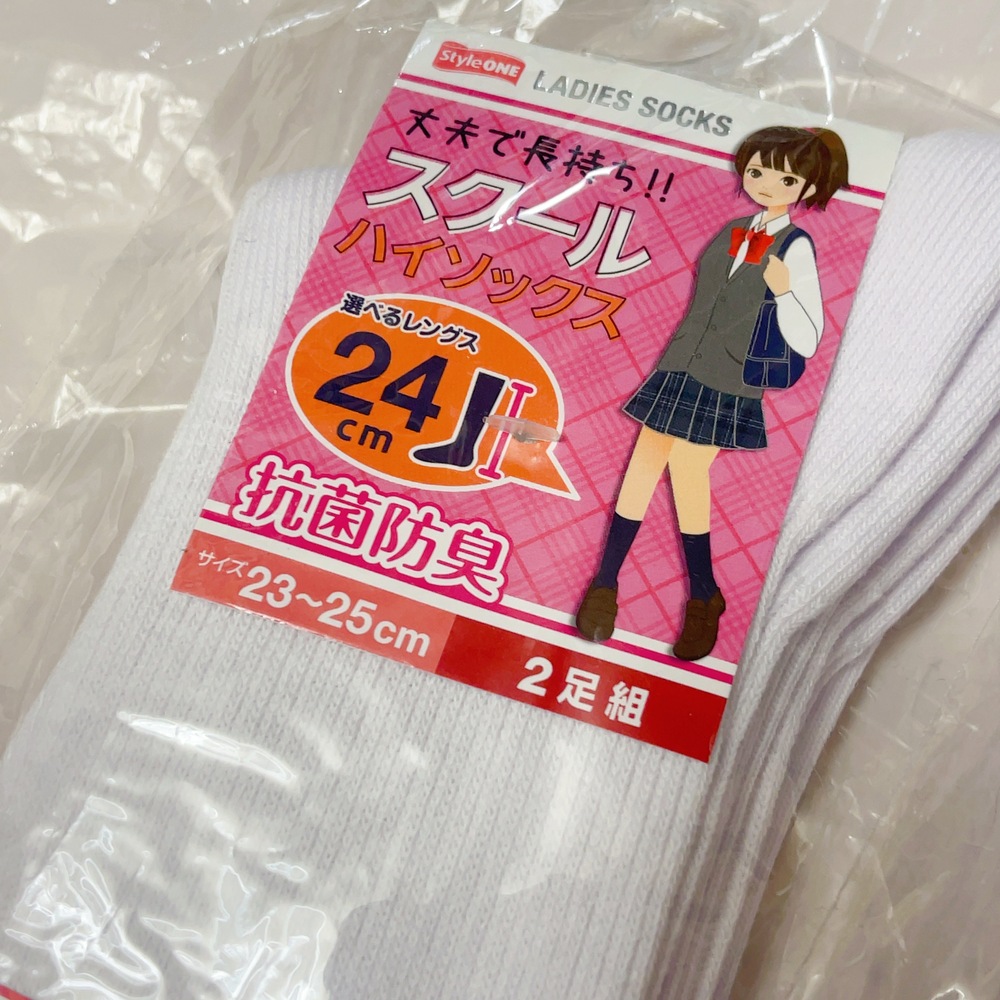 StyleONE
LADIES SOCKS
丈夫で長持ち!!
スクール
ハイソックス
選べるレングス
24
cm
抗菌防臭
サイズ 23~25cm
2足組